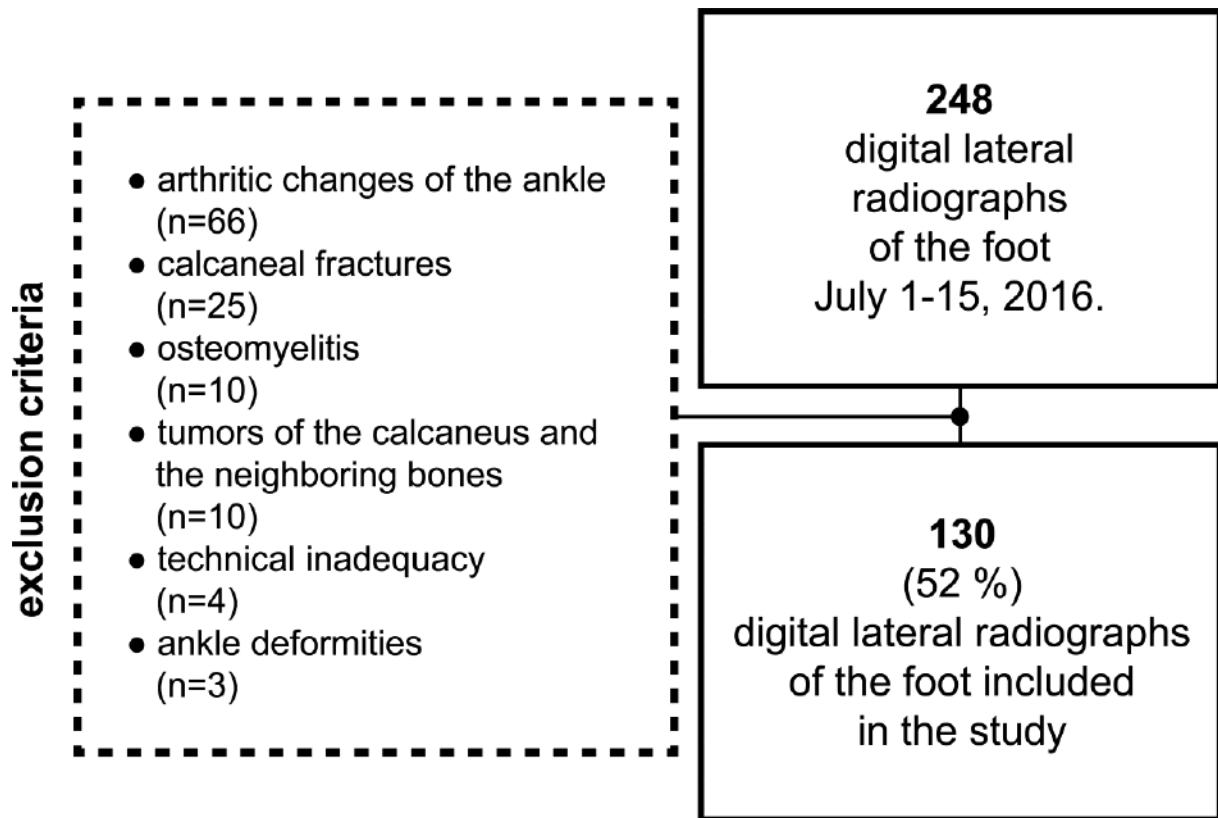 248
digital lateral
radiographs
of the foot
July 1-15, 2016.
exclusion criteria
● arthritic changes of the ankle
(n=66)
● calcaneal fractures
(n=25)
● osteomyelitis
(n=10)
● tumors of the calcaneus and
the neighboring bones
(n=10)
● technical inadequacy
(n=4)
● ankle deformities
(n=3)
130
(52 %)
digital lateral radiographs
of the foot included
in the study